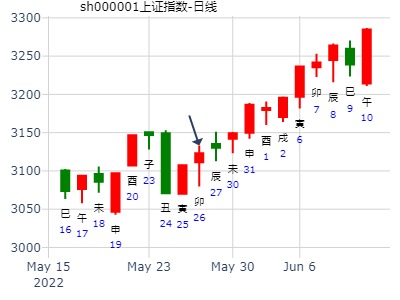 sh000001上证指数-日线
3300
3250
3200
3150
3100
3050
3000
巳
16
午
17
未
18
申
19
酉
20
子
23
丑
24
寅
25
卯
26
辰
27
未
30
申
31
酉
1
戌
2
寅
6
卯
7
辰
8
巳
9
午
10
May 15
2022
May 23
May 30
Jun 6